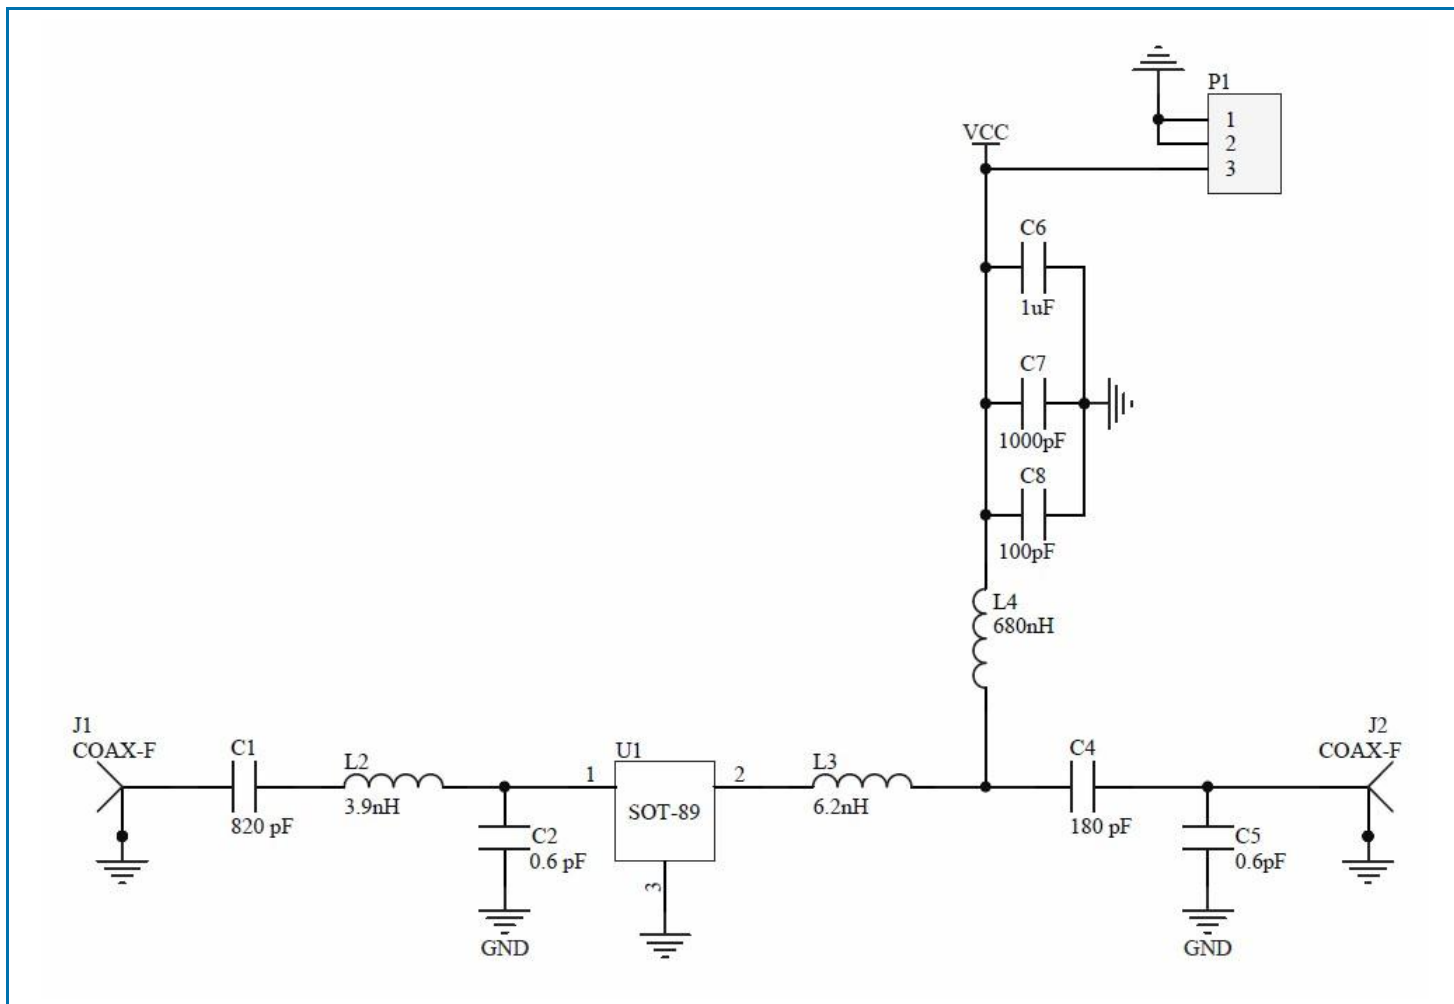 P1
1
2
3
VCC
C6
1uF
C7
1000pF
C8
100pF
L4
680nH
J1
COAX-F
C1
820 pF
L2
3.9nH
C2
0.6 pF
GND
U1
1
SOT-89
2
3
L3
6.2nH
C4
180 pF
C5
0.6pF
GND
J2
COAX-F